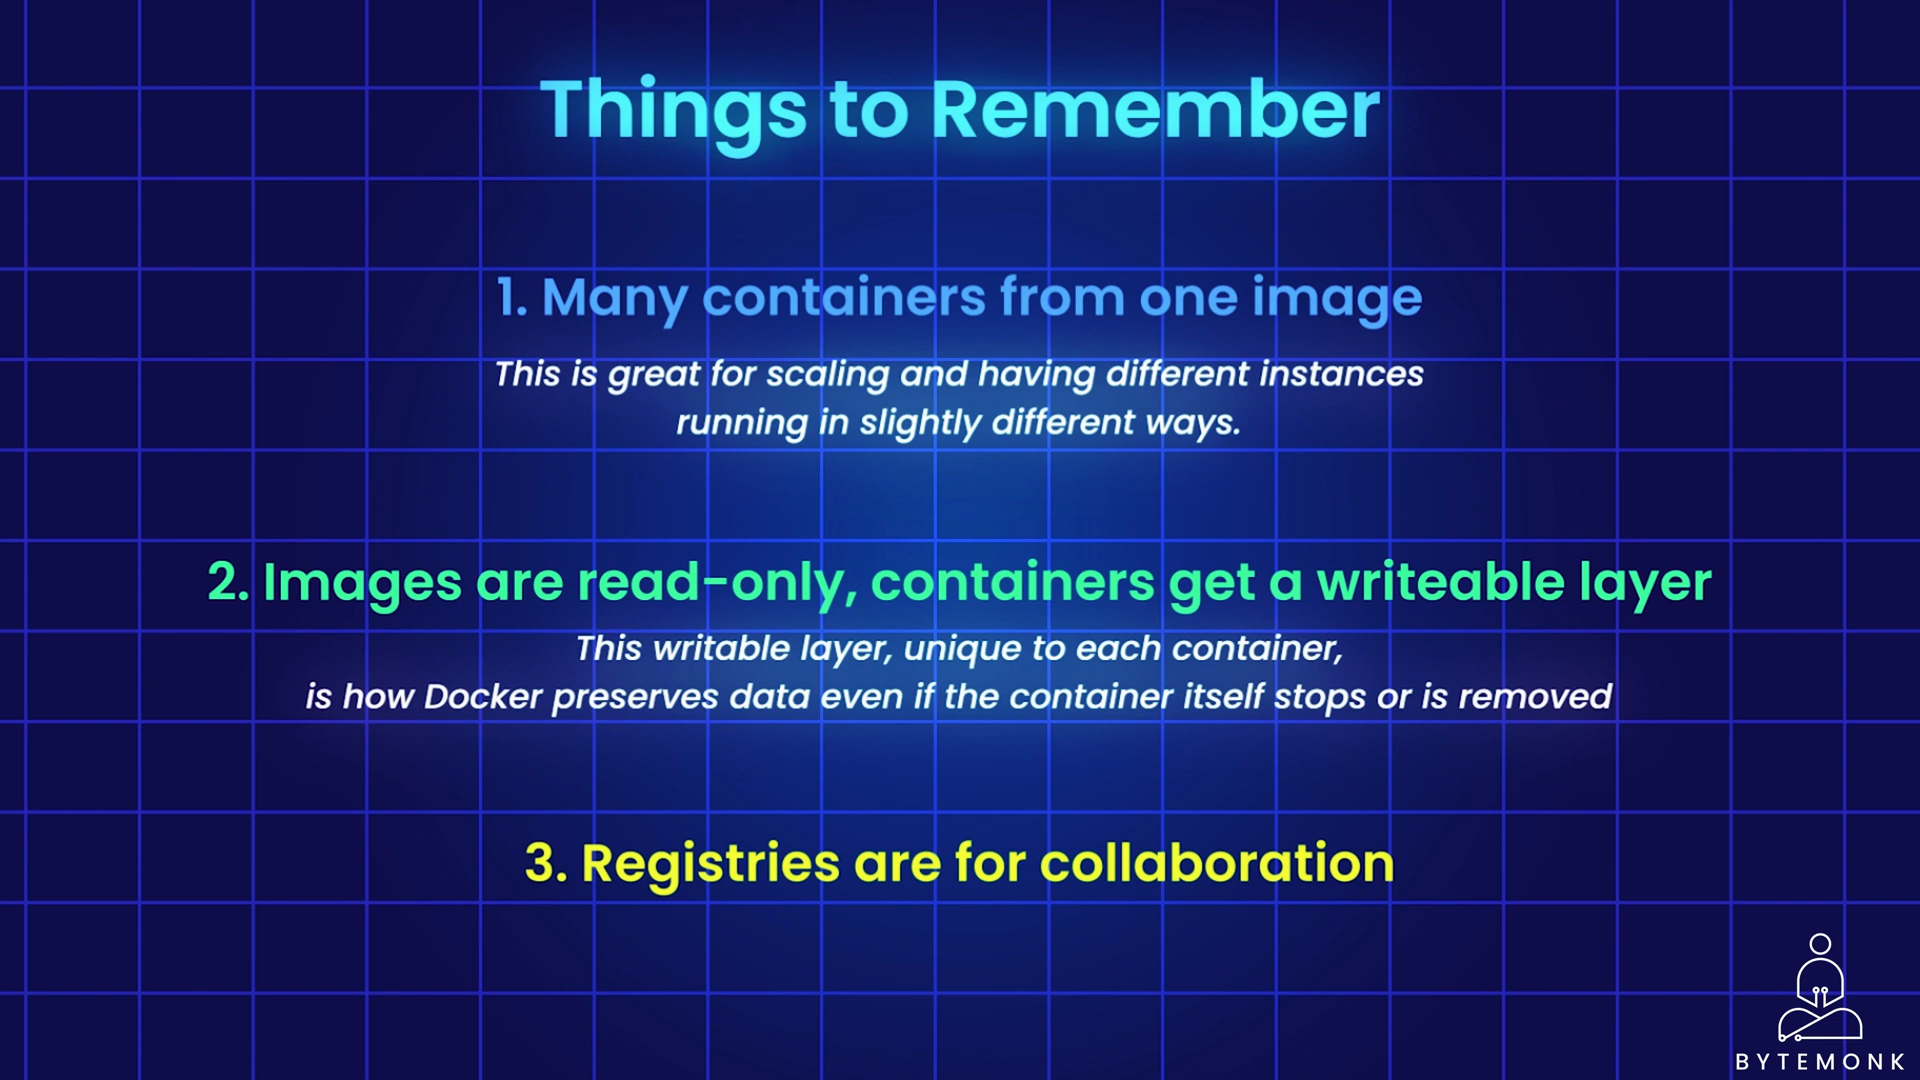 Things to Remember
1. Many containers from one image
This is great for scaling and having different instances
running in slightly different ways.
2. Images are read-only, containers get a writeable layer
This writable layer, unique to each container,
is how Docker preserves data even if the container itself stops or is removed
3. Registries are for collaboration
BYTEMONK